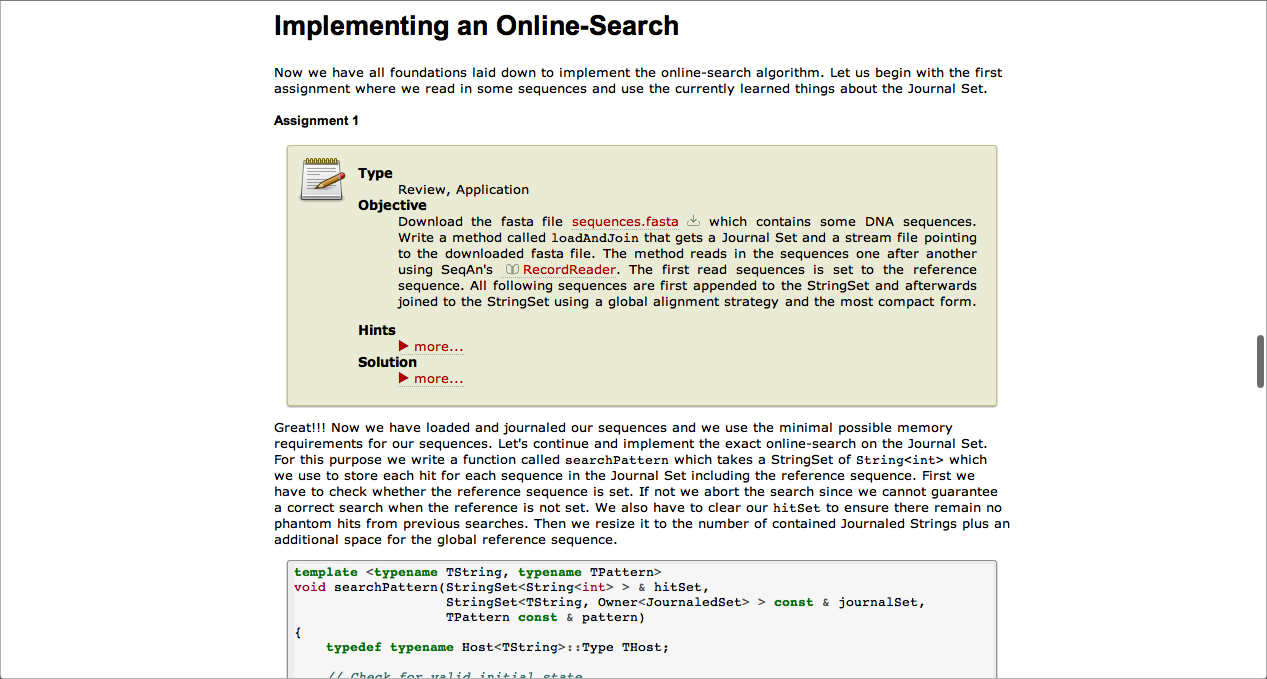 Implementing an Online-Search
Now we have all foundations laid down to implement the online-search algorithm. Let us begin with the first
assignment where we read in some sequences and use the currently learned things about the Journal Set.
Assignment 1
Type
Review, Application
Objective
Download the fasta file sequences.fasta which contains some DNA sequences.
Write a method called loadAndJoin that gets a Journal Set and a stream file pointing
to the downloaded fasta file. The method reads in the sequences one after another
using SeqAn's RecordReader. The first read sequences is set to the reference
sequence. All following sequences are first appended to the StringSet and afterwards
joined to the StringSet using a global alignment strategy and the most compact form.
Hints
more...
Solution
more...
Great!!! Now we have loaded and journaled our sequences and we use the minimal possible memory
requirements for our sequences. Let's continue and implement the exact online-search on the Journal Set.
For this purpose we write a function called searchPattern which takes a StringSet of String<int> which
we use to store each hit for each sequence in the Journal Set including the reference sequence. First we
have to check whether the reference sequence is set. If not we abort the search since we cannot guarantee
a correct search when the reference is not set. We also have to clear our hitSet to ensure there remain no
phantom hits from previous searches. Then we resize it to the number of contained Journaled Strings plus an
additional space for the global reference sequence.
template <typename TString, typename TPattern>
void searchPattern(StringSet<String<int> > & hitSet,
StringSet<TString, Owner<JournaledSet> > const & journalSet,
TPattern const & pattern)
{
typedef typename Host<TString>::Type THost;
// Check for valid initial state